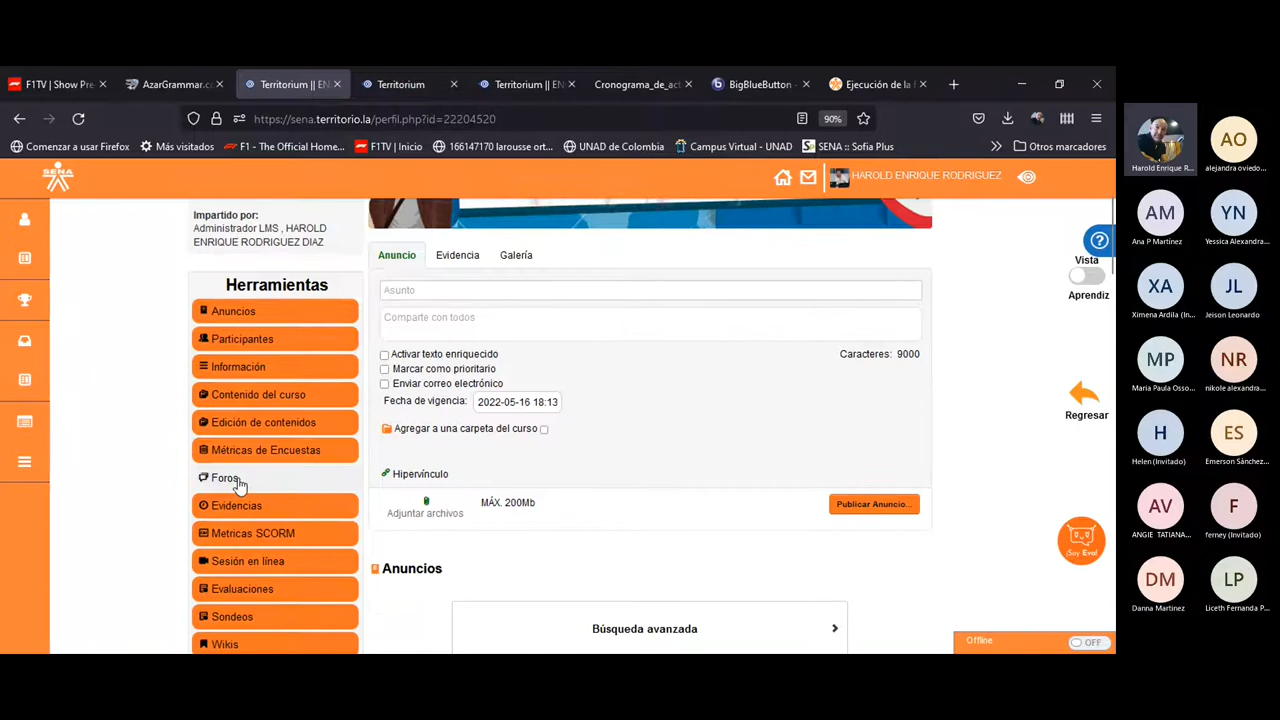 F1TV | Show Pre
AzarGrammar.c
Territorium || EN
Territorium
Territorium || EN
Cronograma_de_act
BigBlueButton -
Ejecución de la f
https://sena.territorio.la/perfil.php?id=22204520
90%
Comenzar a usar Firefox
Más visitados
F1 - The Official Home...
F1TV | Inicio
166147170 larousse ort...
UNAD de Colombia
Campus Virtual - UNAD
SENA :: Sofia Plus
Otros marcadores
SENA
HAROLD ENRIQUE RODRIGUEZ
Impartido por:
Administrador LMS , HAROLD
ENRIQUE RODRIGUEZ DIAZ
Herramientas
Anuncios
Participantes
Información
Contenido del curso
Edición de contenidos
Métricas de Encuestas
Foros
Evidencias
Metricas SCORM
Sesión en línea
Evaluaciones
Sondeos
Wikis
Anuncio
Evidencia
Galería
Asunto
Comparte con todos
Activar texto enriquecido
Caracteres: 9000
Marcar como prioritario
Enviar correo electrónico
Fecha de vigencia: 2022-05-16 18:13
Agregar a una carpeta del curso
Hipervínculo
Adjuntar archivos
MÁX. 200Mb
Publicar Anuncio...
Anuncios
Búsqueda avanzada
Vista
Aprendiz
Regresar
¡Soy Eva!
Offline
OFF
Harold Enrique R...
AO
alejandra oviedo...
AM
Ana P Martínez
YN
Yessica Alexandra...
XA
Ximena Ardila (In...
JL
Jeison Leonardo
MP
Maria Paula Osso...
NR
nikole alexandra...
H
Helen (Invitado)
ES
Emerson Sánchez...
AV
ANGIE TATIANA...
F
ferney (Invitado)
DM
Danna Martinez
LP
Liceth Fernanda P...